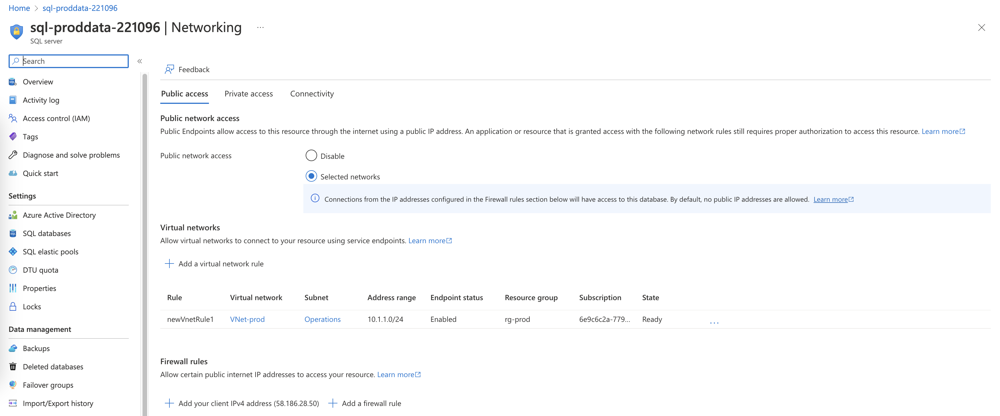 Home > sql-proddata-221096
sql-proddata-221096 | Networking ...
SQL server
Search «
Overview
Activity log
Access control (IAM)
Tags
Diagnose and solve problems
Quick start
Settings
Azure Active Directory
SQL databases
SQL elastic pools
DTU quota
Properties
Locks
Data management
Backups
Deleted databases
Failover groups
Import/Export history
Feedback
Public access Private access Connectivity
Public network access
Public Endpoints allow access to this resource through the internet using a public IP address. An application or resource that is granted access with the following network rules still requires proper authorization to access this resource. Learn more
Public network access
Disable
Selected networks
Connections from the IP addresses configured in the Firewall rules section below will have access to this database. By default, no public IP addresses are allowed. Learn more
Virtual networks
Allow virtual networks to connect to your resource using service endpoints. Learn more
+ Add a virtual network rule
Rule Virtual network Subnet Address range Endpoint status Resource group Subscription State
newVnetRule1 VNet-prod Operations 10.1.1.0/24 Enabled rg-prod 6e9c6c2a-779... Ready ...
Firewall rules
Allow certain public internet IP addresses to access your resource. Learn more
+ Add your client IPv4 address (58.186.28.50) + Add a firewall rule